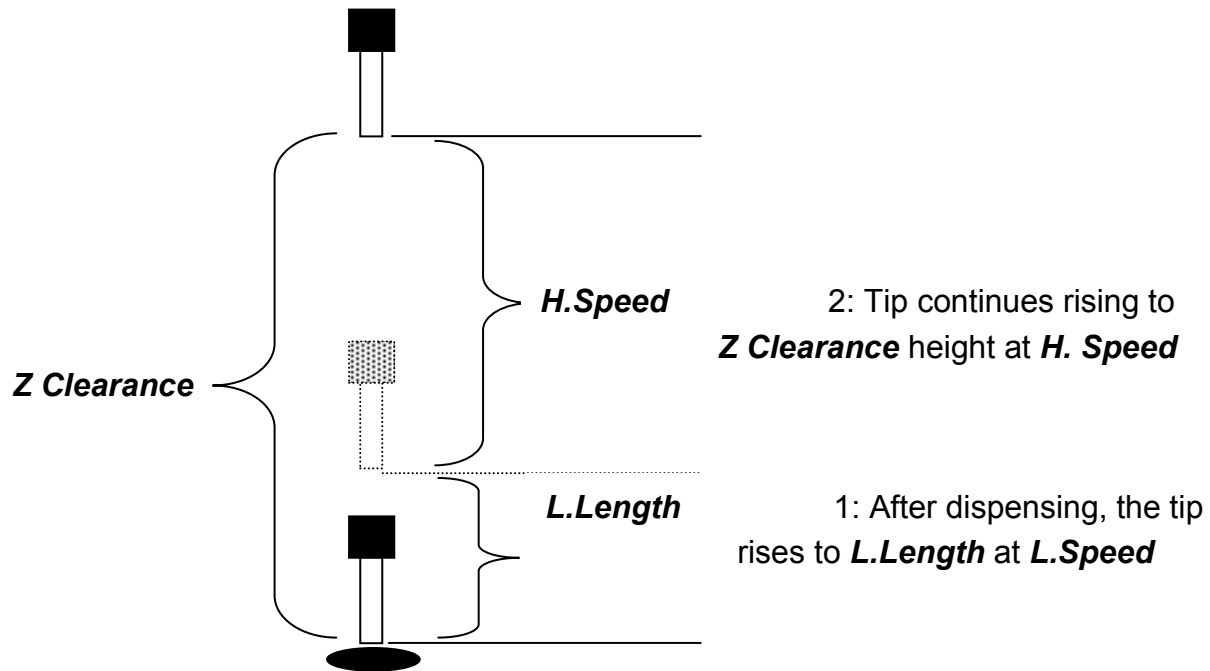 H.Speed
2: Tip continues rising to
Z Clearance height at H. Speed
Z Clearance
L.Length
1: After dispensing, the tip
rises to L.Length at L.Speed